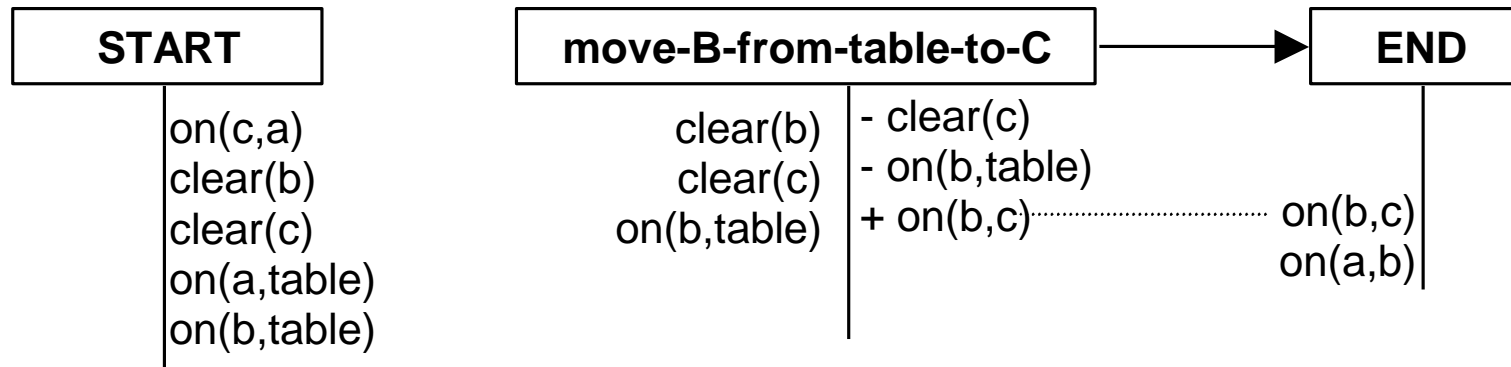 START
on(c,a)
clear(b)
clear(c)
on(a,table)
on(b,table)
move-B-from-table-to-C
clear(b)
clear(c)
on(b,table)
- clear(c)
- on(b,table)
+ on(b,c)
END
on(b,c)
on(a,b)